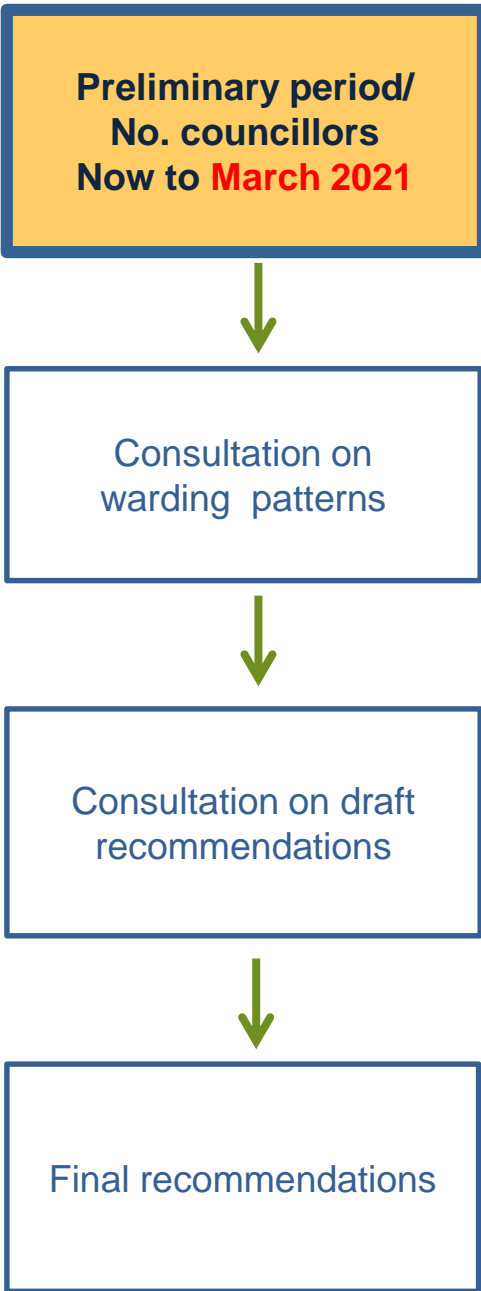 Preliminary period/
No. councillors
Now to March 2021
Consultation on
warding patterns
Consultation on draft
recommendations
Final recommendations